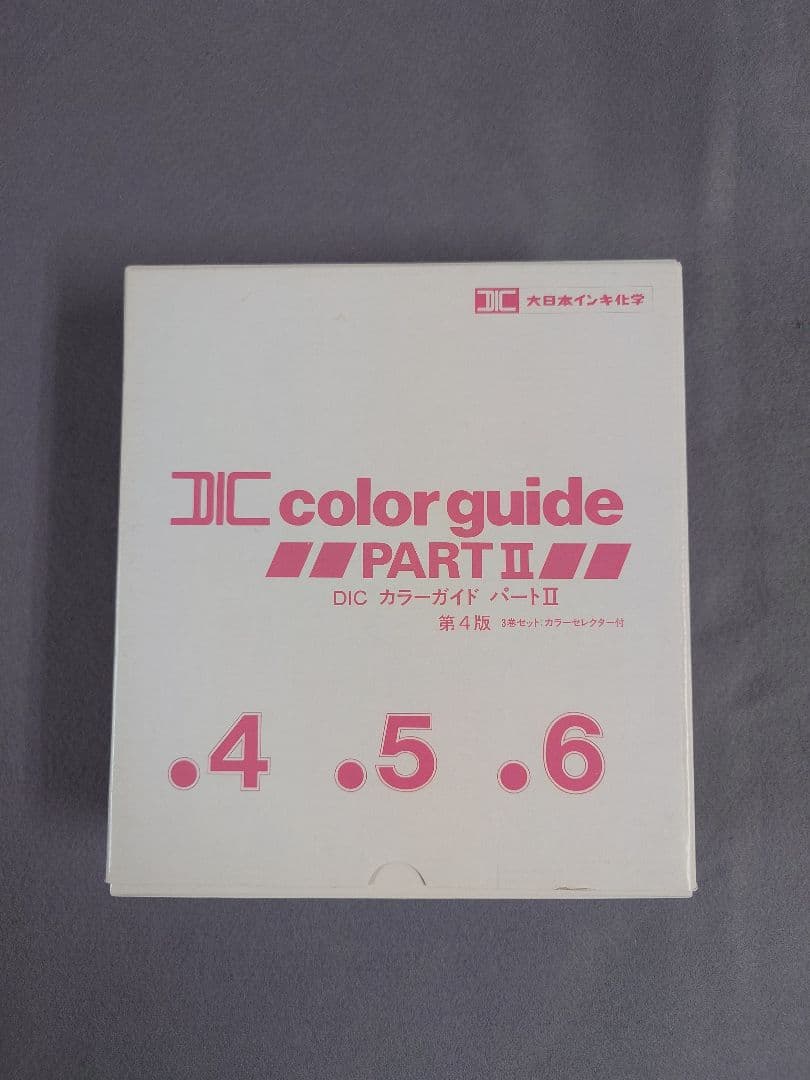 DIC 大日本インキ化学
DIC color guide
PART II
DIC カラーガイド パートII
第4版 3巻セット:カラーセレクター付
.4 .5 .6